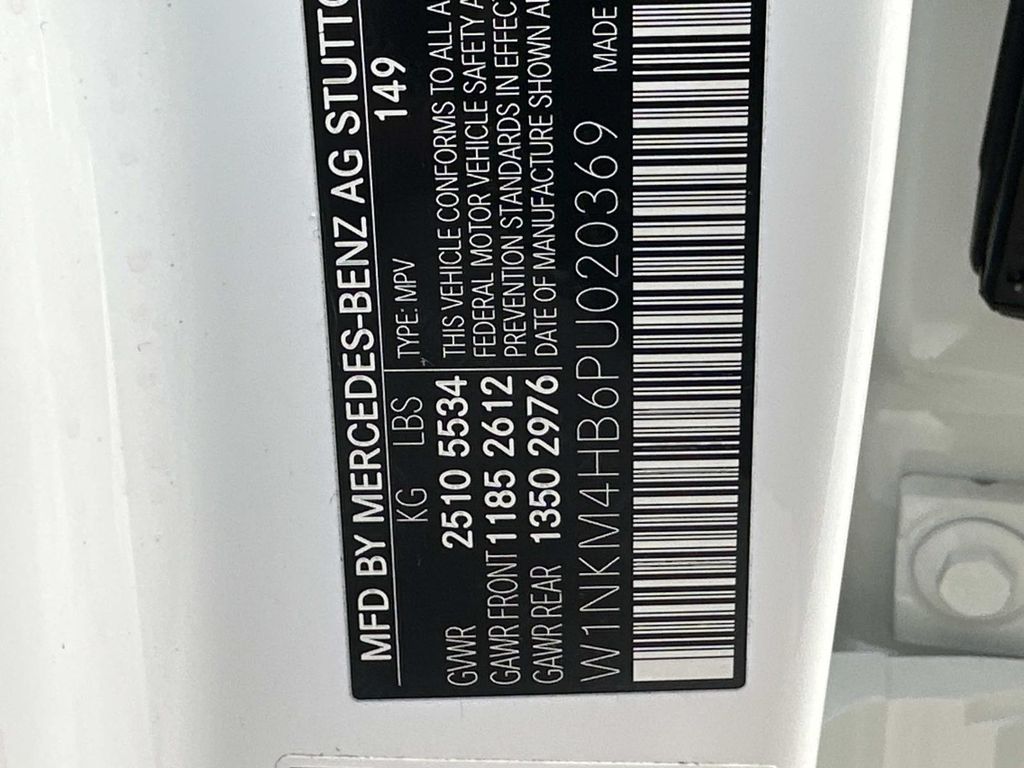 MFD BY MERCEDES-BENZ AG
149
KG LBS TYPE: MPV
GVWR 2510 5534 THIS VEHICLE CONFORMS TO ALL
GAWR FRONT 1185 2612 FEDERAL MOTOR VEHICLE SAFETY
GAWR REAR 1350 2976 PREVENTION STANDARDS IN EFFECT
DATE OF MANUFACTURE SHOWN
W1NKM4HB6PU020369 MADE